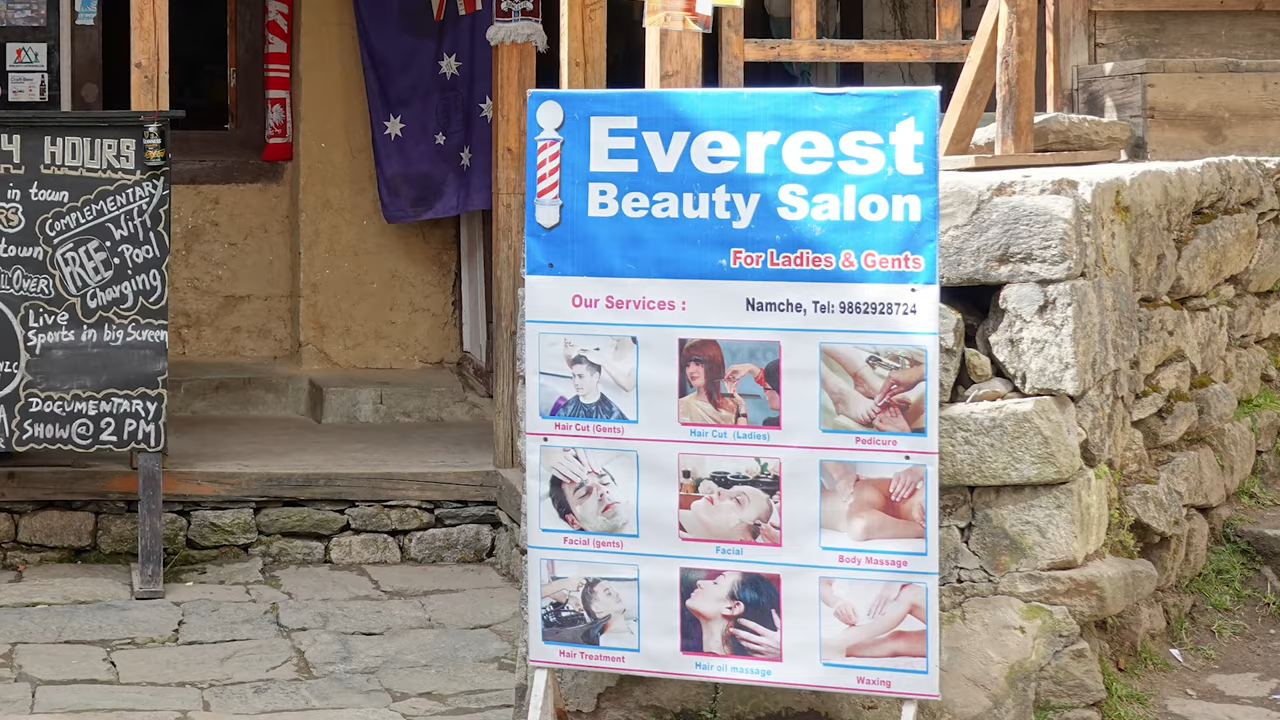 4 HOURS
in town
COMPLEMENTARY
FREE: Wifi
Pool
Charging
town
Live
Sports in big Screen
DOCUMENTARY
SHOW@2 PM
Everest
Beauty Salon
For Ladies & Gents
Our Services :
Namche, Tel: 9862928724
Hair Cut (Gents)
Hair Cut (Ladies)
Pedicure
Facial (gents)
Facial
Body Massage
Hair Treatment
Hair oil massage
Waxing